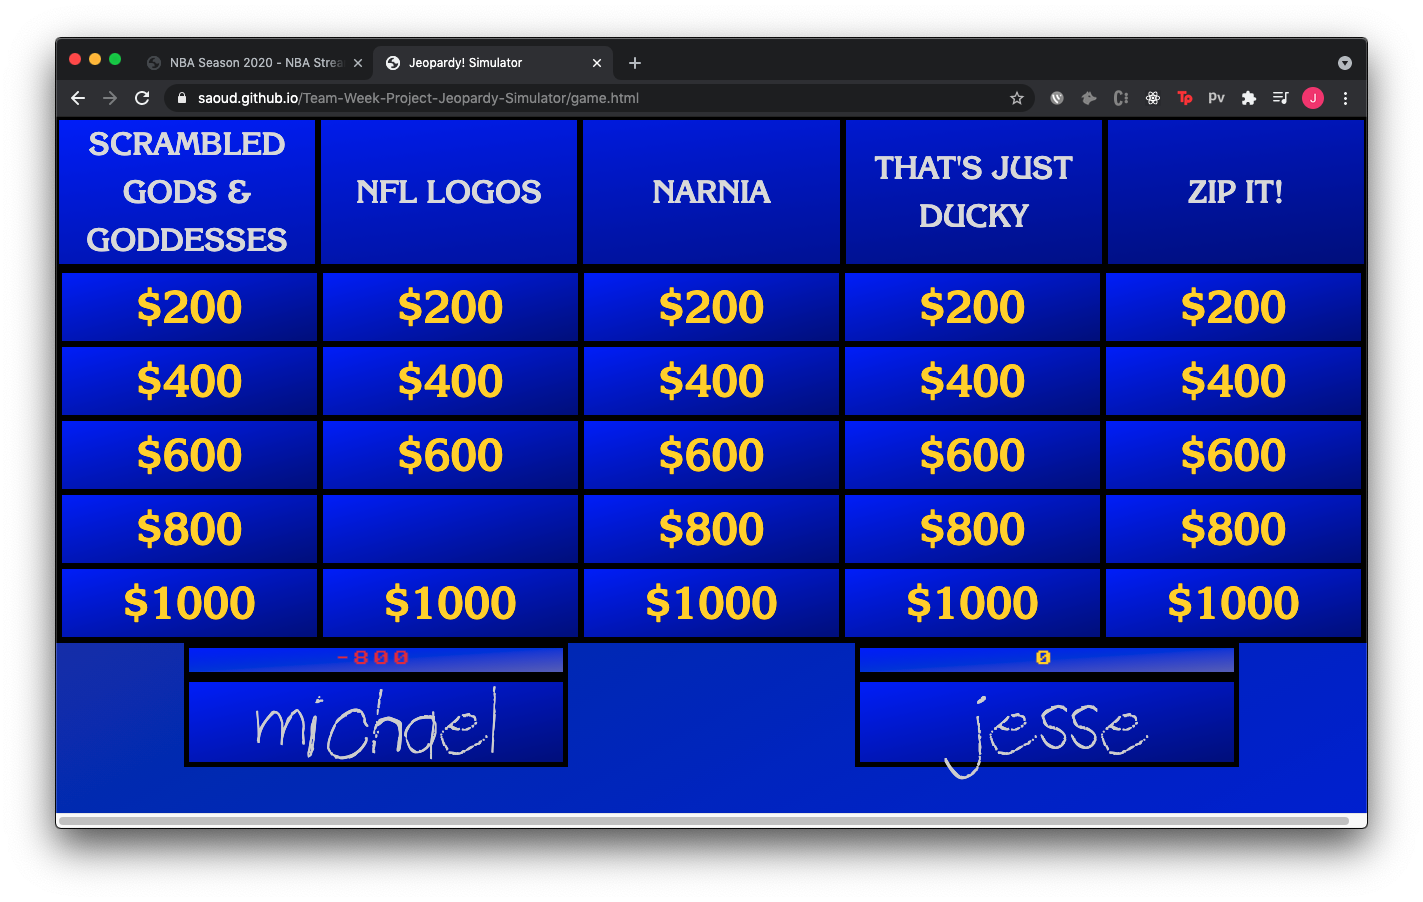 NBA Season 2020 - NBA Strea
Jeopardy! Simulator
saoud.github.io/Team-Week-Project-Jeopardy-Simulator/game.html
Tp
Pv
J
SCRAMBLED
GODS &
GODDESSES
NFL LOGOS
NARNIA
THAT'S JUST
DUCKY
ZIP IT!
$200 $200 $200 $200 $200
$400 $400 $400 $400 $400
$600 $600 $600 $600 $600
$800 $800 $800 $800
$1000 $1000 $1000 $1000 $1000
-800
0
michael
jesse